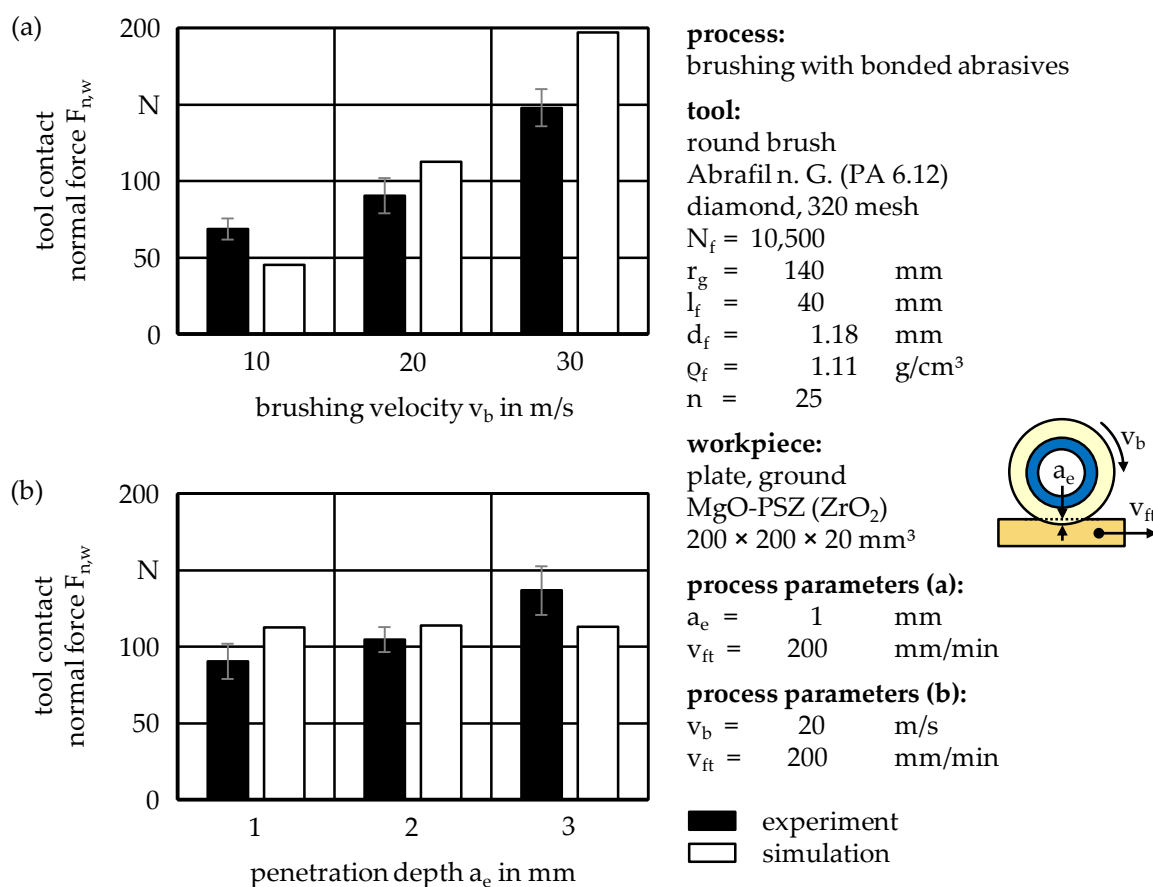 (a)
tool contact
normal force Fn,w
200
N
100
50
0
10 20 30
brushing velocity vb in m/s
(b)
tool contact
normal force Fn,w
200
N
100
50
0
1 2 3
penetration depth ae in mm
process:
brushing with bonded abrasives
tool:
round brush
Abrafil n. G. (PA 6.12)
diamond, 320 mesh
Nf = 10,500
rg = 140 mm
lf = 40 mm
df = 1.18 mm
ϱf = 1.11 g/cm³
n = 25
workpiece:
plate, ground
MgO-PSZ (ZrO₂)
200 × 200 × 20 mm³
ae
vb
vft
process parameters (a):
ae = 1 mm
vft = 200 mm/min
process parameters (b):
vb = 20 m/s
vft = 200 mm/min
experiment
simulation